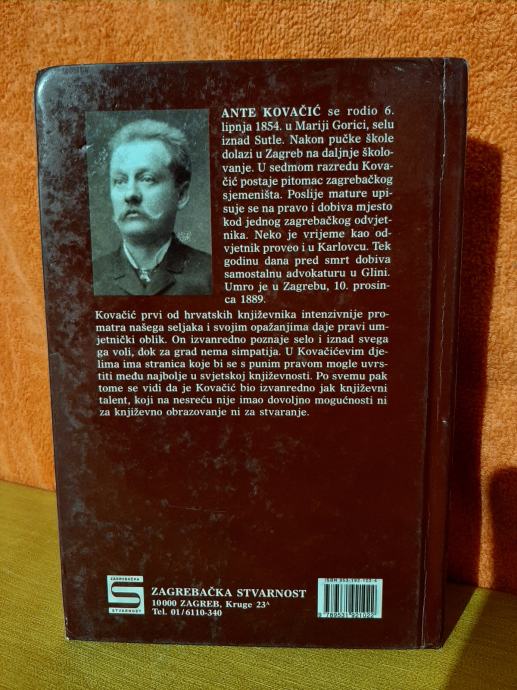 ANTE KOVAČIĆ se rodio 6.
lipnja 1854. u Mariji Gorici, selu
iznad Sutle. Nakon pučke škole
dolazi u Zagreb na daljnje školo-
vanje. U sedmom razredu Kova-
čić postaje pitomac zagrebačkog
sjemeništa. Poslije mature upi-
suje se na pravo i dobiva mjesto
kod jednog zagrebačkog odvjet-
nika. Neko je vrijeme kao od-
vjetnik proveo i u Karlovcu. Tek
godinu dana pred smrt dobiva
samostalnu advokaturu u Glini.
Umro je u Zagrebu, 10. prosin-
ca 1889.
Kovačić prvi od hrvatskih književnika intenzivnije pro-
matra našega seljaka i svojim opažanjima daje pravi um-
jetnički oblik. On izvanredno poznaje selo i iznad svega
ga voli, dok za grad nema simpatija. U Kovačićevim dje-
lima ima stranica koje bi se s punim pravom mogle uvrs-
titi među najbolje u svjetskoj književnosti. Po svemu pak
tome se vidi da je Kovačić bio izvanredno jak književni
talent, koji na nesreću nije imao dovoljno mogućnosti ni
za književno obrazovanje ni za stvaranje.
ZAGREBAČKA
S
STVARNOST
ZAGREBAČKA STVARNOST
10000 ZAGREB, Kruge 23A
Tel. 01/6110-340